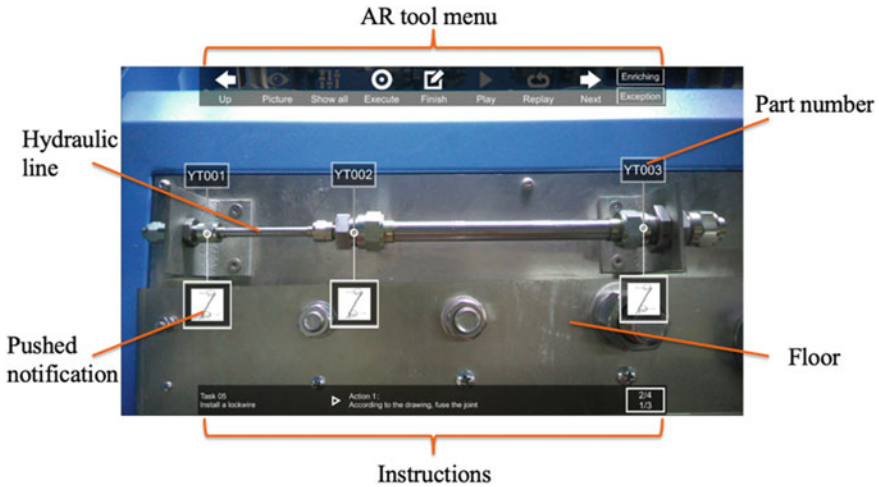 AR tool menu
Enriching
Up Picture Show all Execute Finish Play Replay Next Exception
Part number
Hydraulic
line
YT001 YT002 YT003
Pushed
notification
Floor
Task 05
Install a lockwire
Action 1:
According to the drawing, fuse the joint
2/4
1/3
Instructions